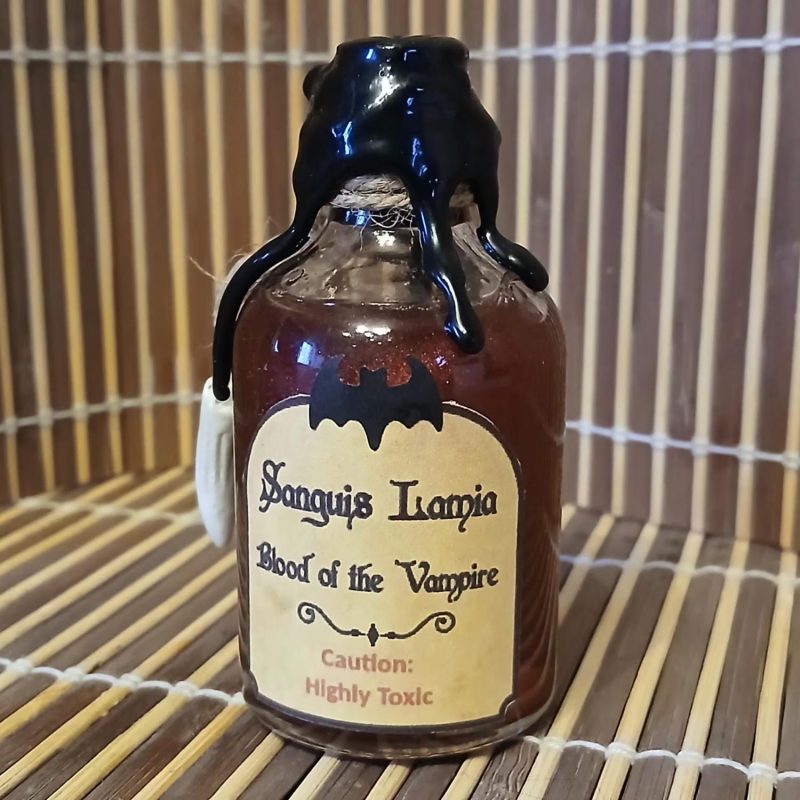 Sanguis Lamia
Blood of the Vampire
Caution:
Highly Toxic